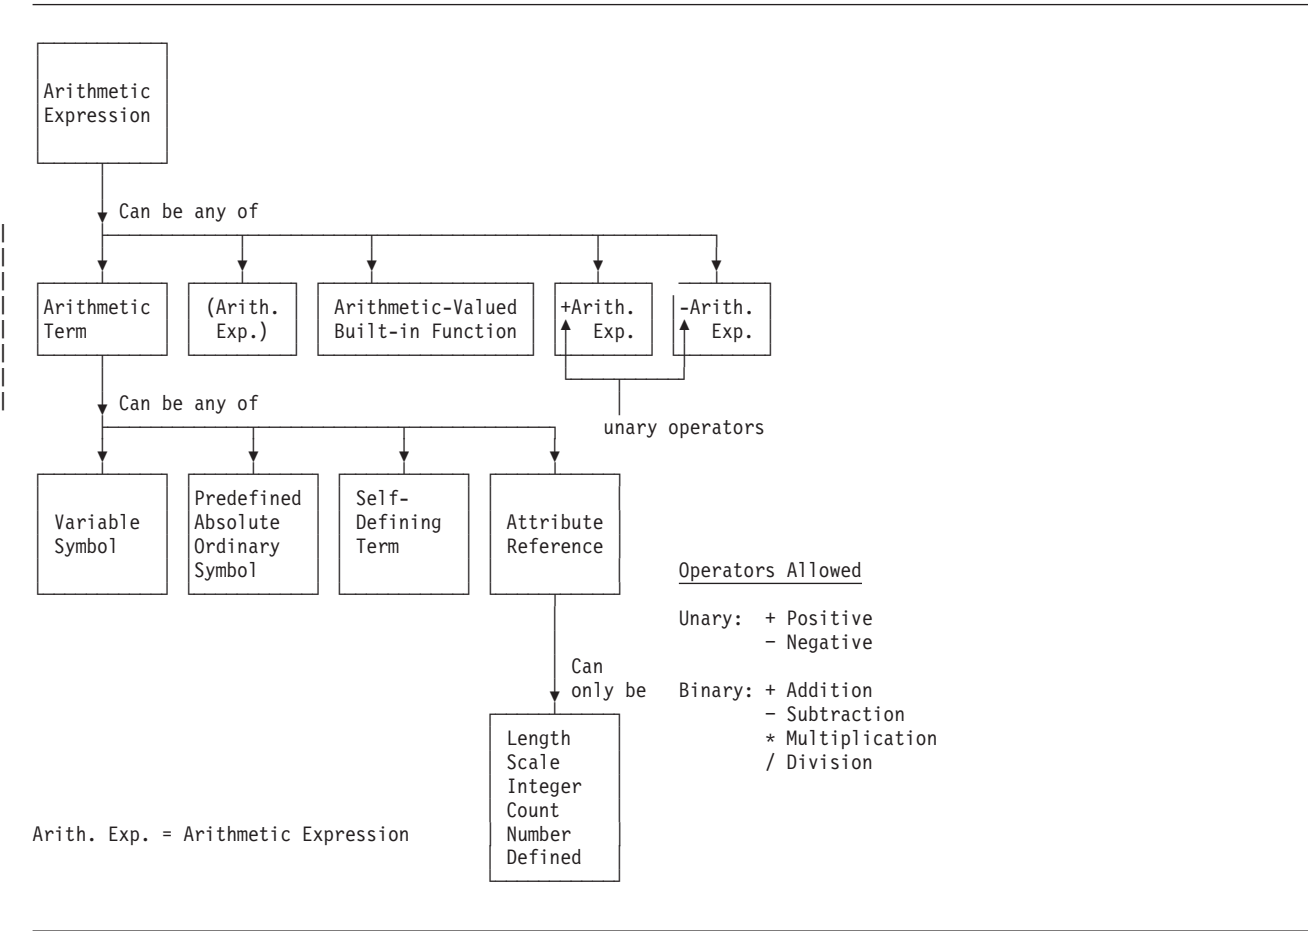 Arithmetic
Expression
Can be any of
Arithmetic
Term
(Arith.
Exp.)
Arithmetic-Valued
Built-in Function
+Arith.
Exp.
-Arith.
Exp.
Can be any of
unary operators
Variable
Symbol
Predefined
Absolute
Ordinary
Symbol
Self-
Defining
Term
Attribute
Reference
Operators Allowed
Unary: + Positive
- Negative
Can
only be
Binary: + Addition
- Subtraction
* Multiplication
/ Division
Length
Scale
Integer
Count
Number
Defined
Arith. Exp. = Arithmetic Expression